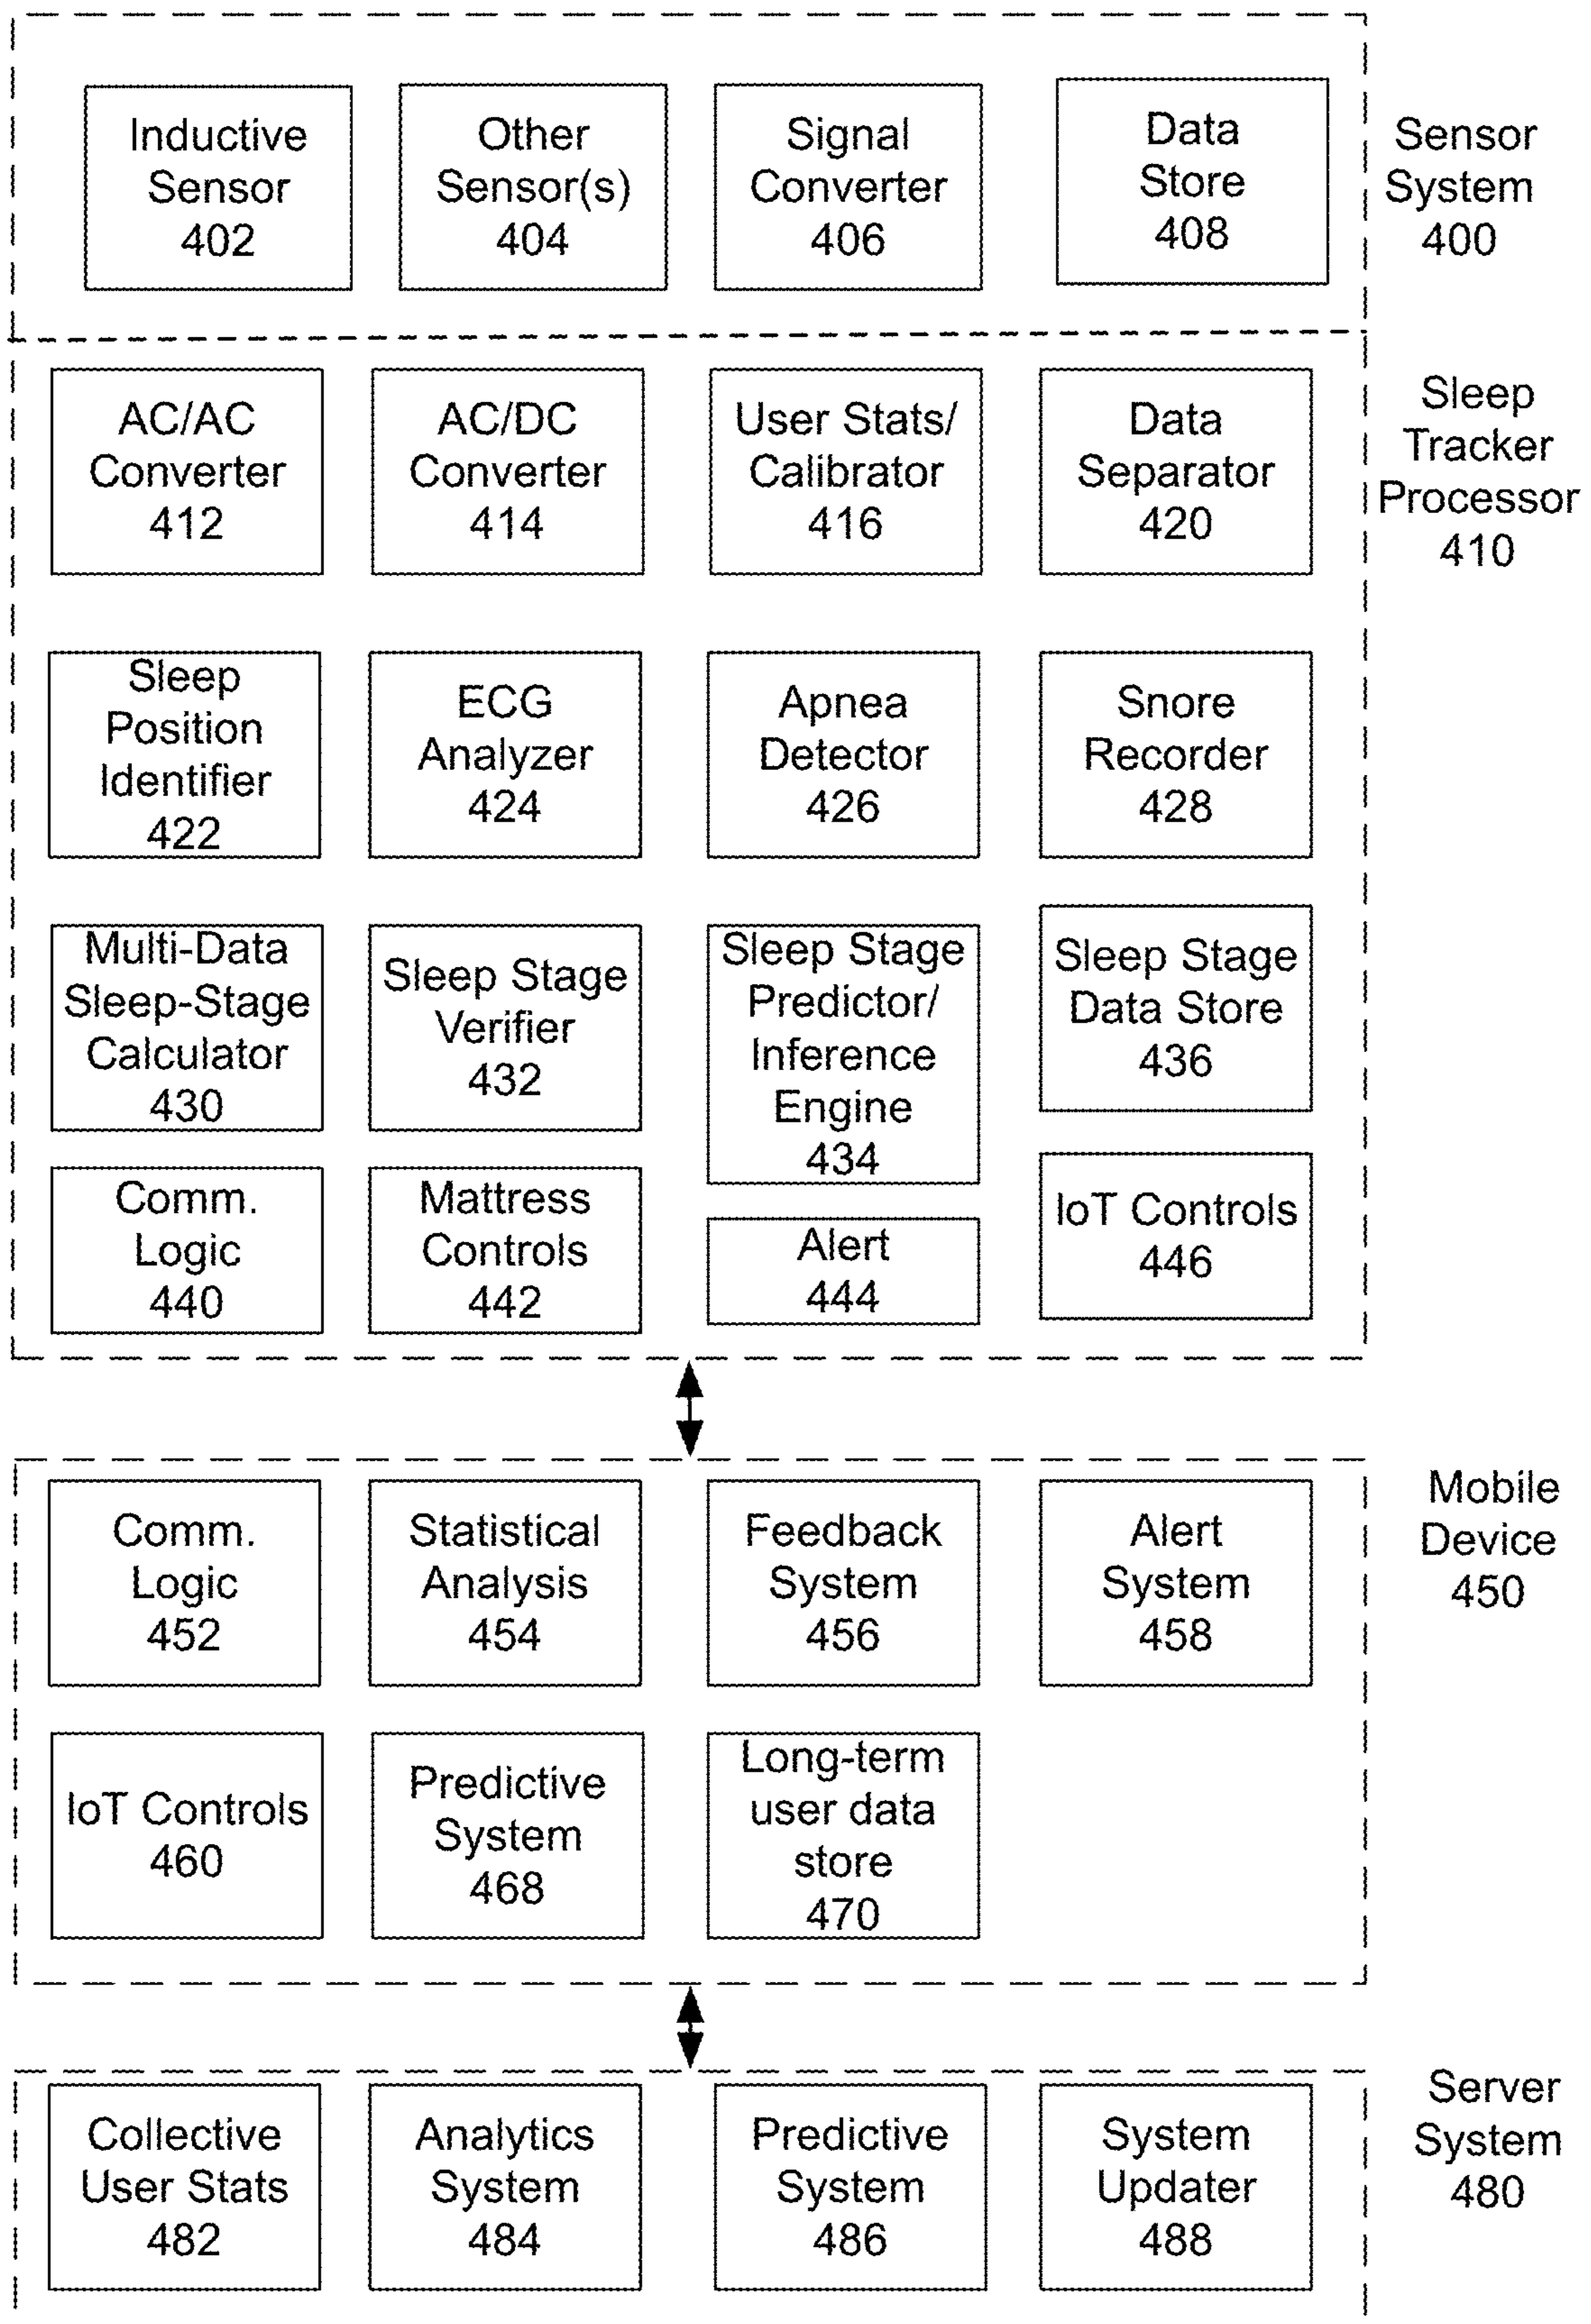 Inductive
Sensor
402
Other
Sensor(s)
404
Signal
Converter
406
Data
Store
408
Sensor
System
400
AC/AC
Converter
412
AC/DC
Converter
414
User Stats/
Calibrator
416
Data
Separator
420
Sleep
Tracker
Processor
410
Sleep
Position
Identifier
422
ECG
Analyzer
424
Apnea
Detector
426
Snore
Recorder
428
Multi-Data
Sleep-Stage
Calculator
430
Sleep Stage
Verifier
432
Sleep Stage
Predictor/
Inference
Engine
434
Sleep Stage
Data Store
436
Comm.
Logic
440
Mattress
Controls
442
Alert
444
IoT Controls
446
Comm.
Logic
452
Statistical
Analysis
454
Feedback
System
456
Alert
System
458
Mobile
Device
450
IoT Controls
460
Predictive
System
468
Long-term
user data
store
470
Collective
User Stats
482
Analytics
System
484
Predictive
System
486
System
Updater
488
Server
System
480